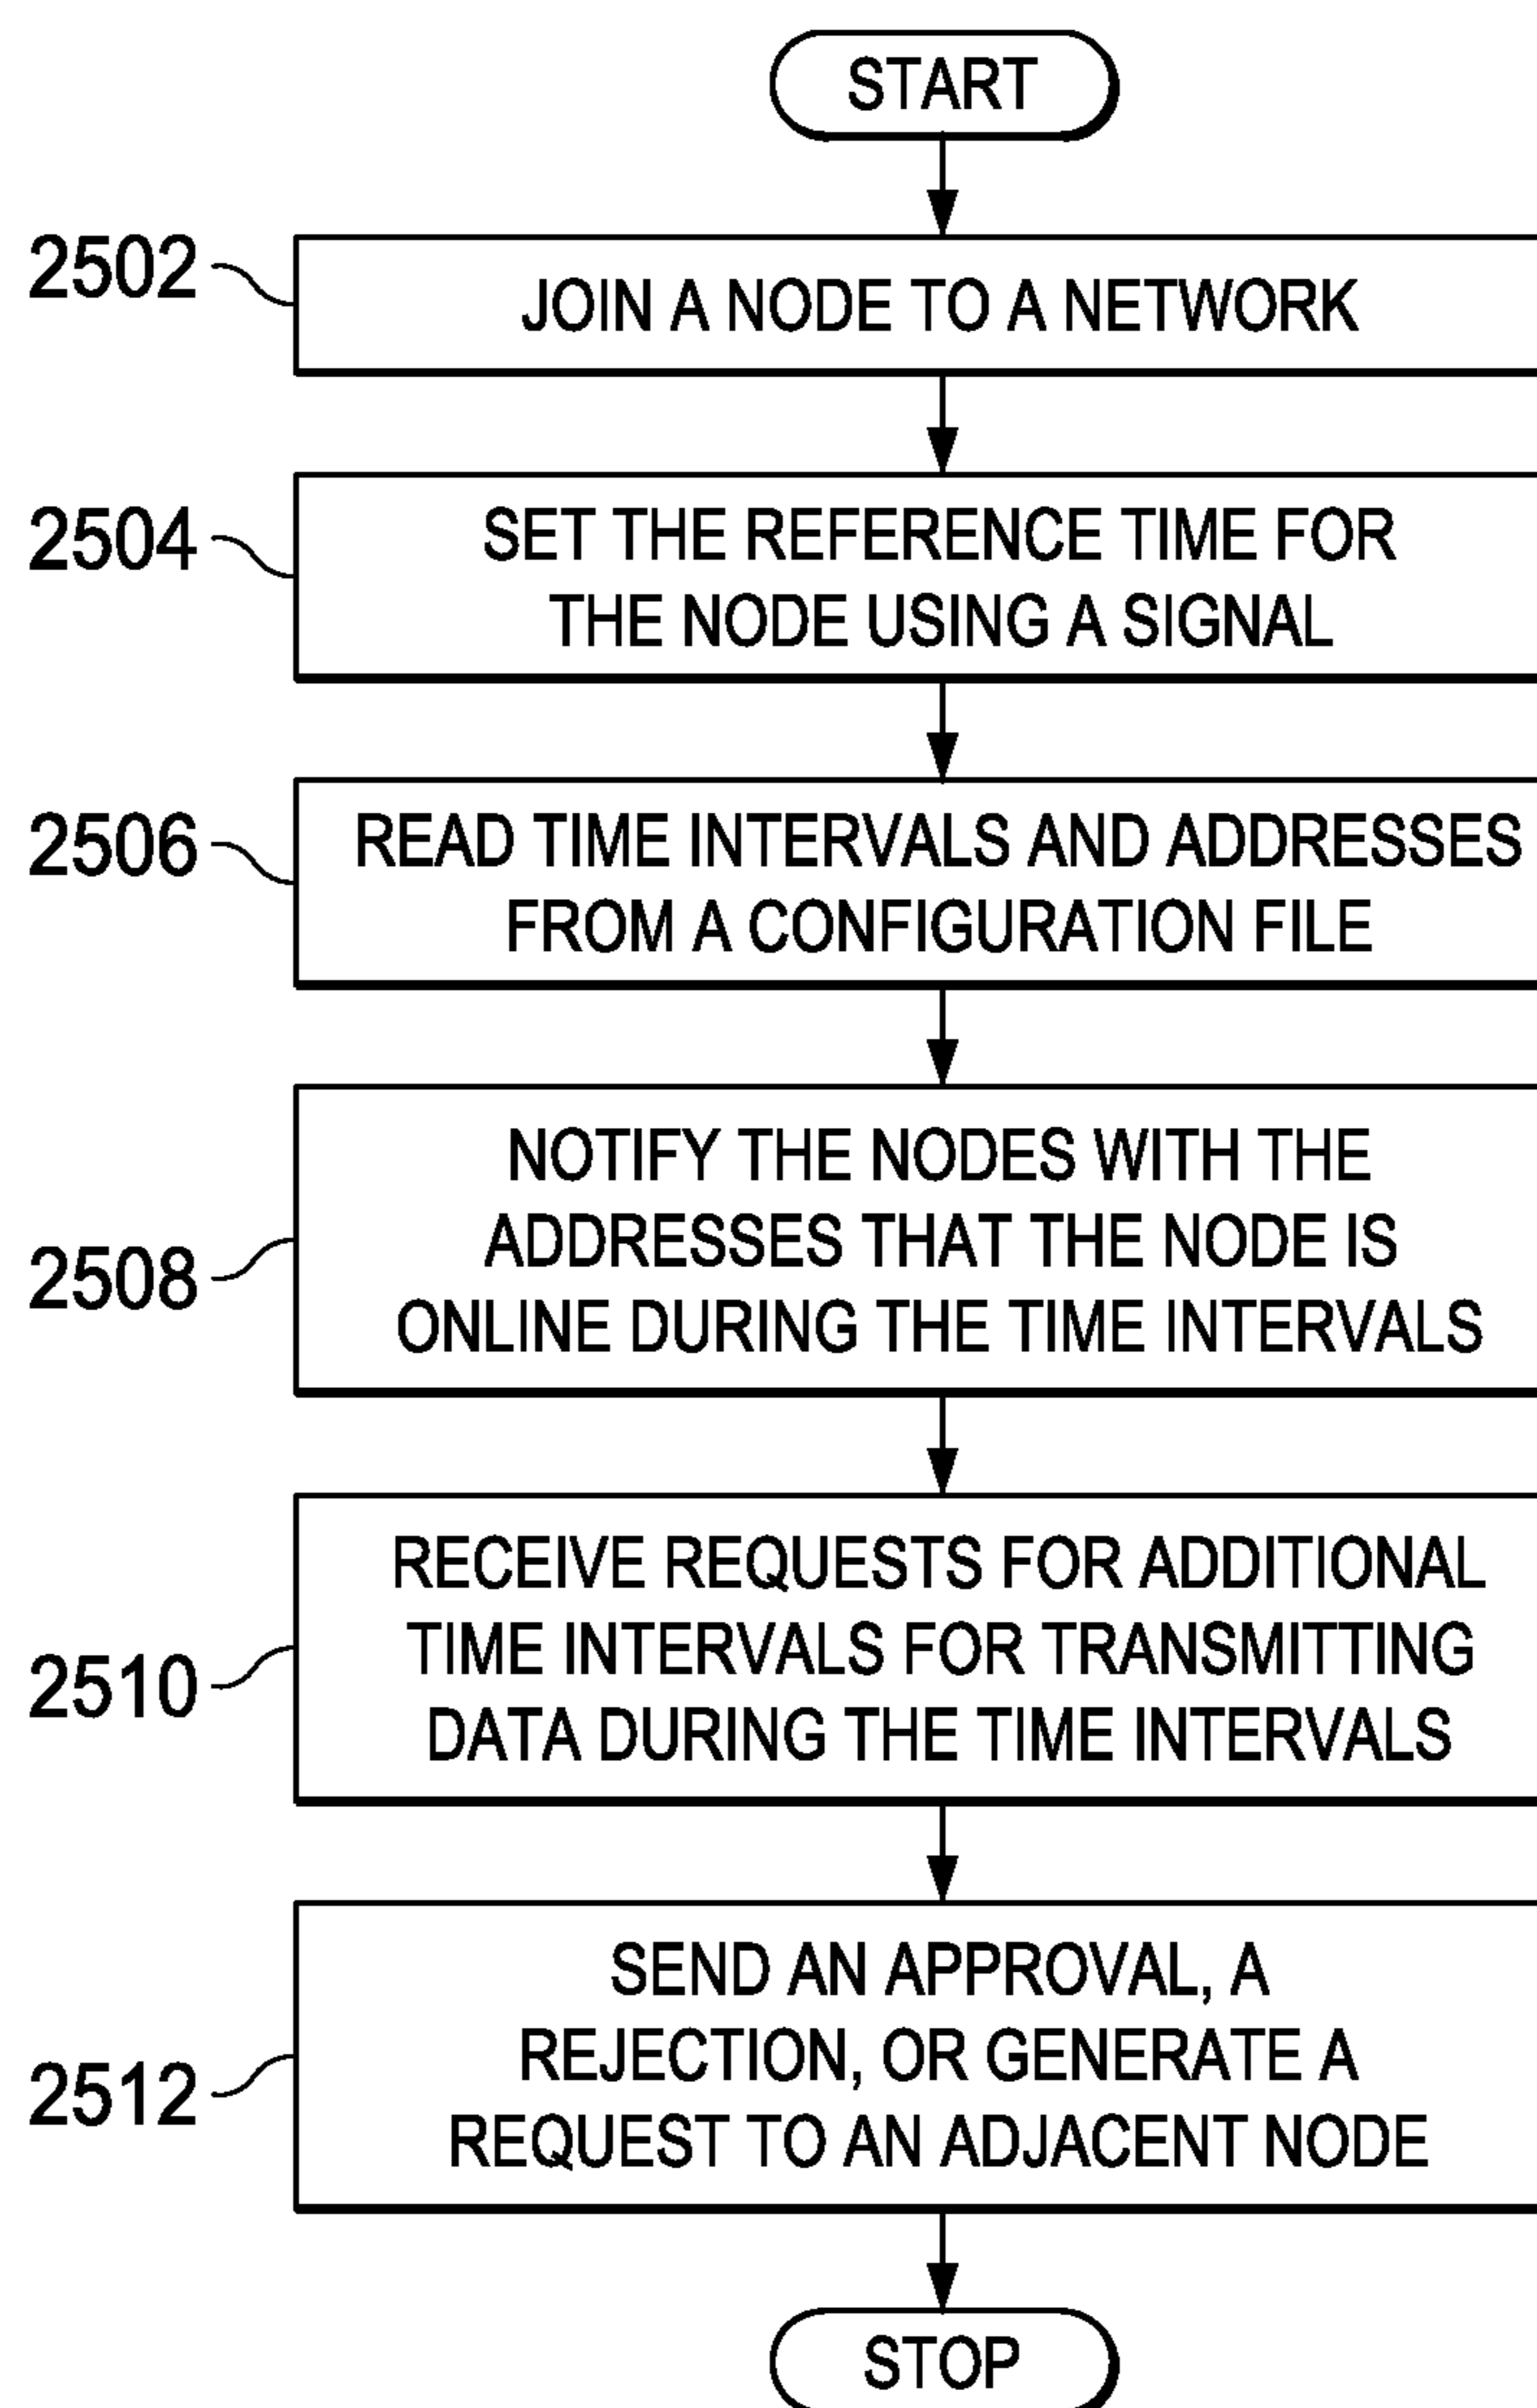 START
2502
JOIN A NODE TO A NETWORK
2504
SET THE REFERENCE TIME FOR
THE NODE USING A SIGNAL
2506
READ TIME INTERVALS AND ADDRESSES
FROM A CONFIGURATION FILE
2508
NOTIFY THE NODES WITH THE
ADDRESSES THAT THE NODE IS
ONLINE DURING THE TIME INTERVALS
2510
RECEIVE REQUESTS FOR ADDITIONAL
TIME INTERVALS FOR TRANSMITTING
DATA DURING THE TIME INTERVALS
2512
SEND AN APPROVAL, A
REJECTION, OR GENERATE A
REQUEST TO AN ADJACENT NODE
STOP